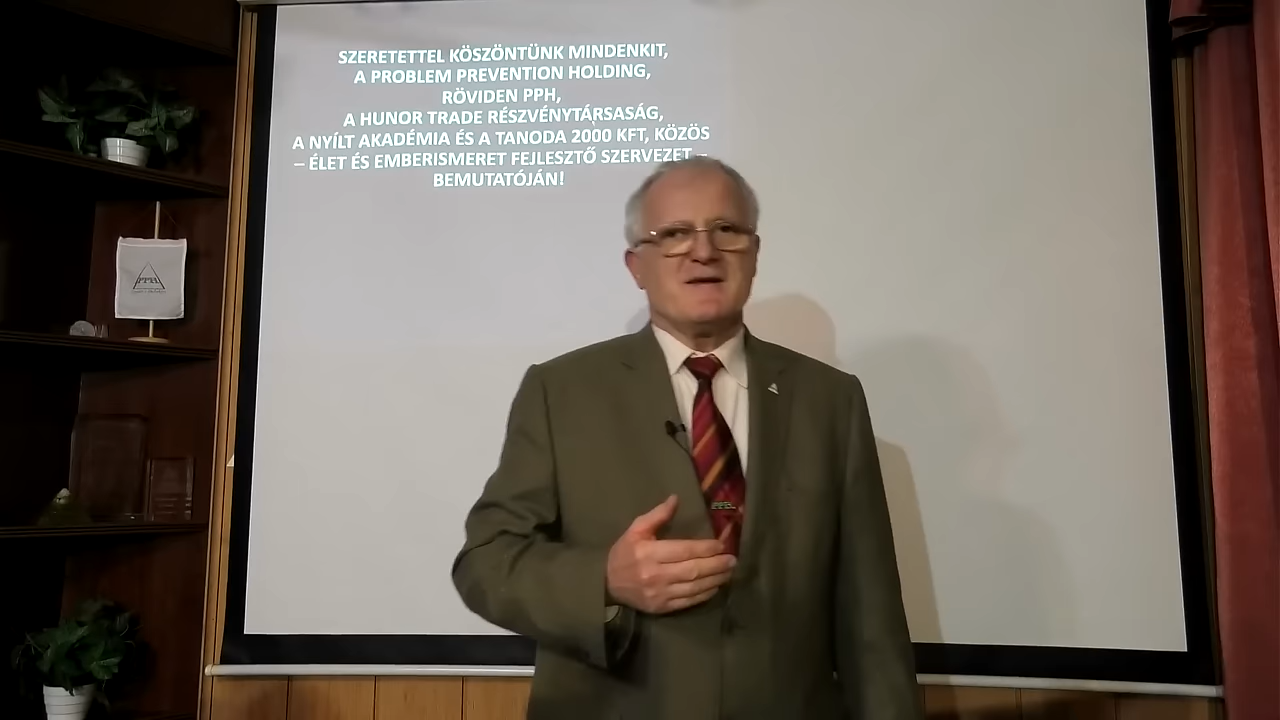 SZERETETTEL KÖSZÖNTÜNK MINDENKIT,
A PROBLEM PREVENTION HOLDING,
RÖVIDEN PPH,
A HUNOR TRADE RÉSZVÉNYTÁRSASÁG,
A NYÍLT AKADÉMIA ÉS A TANODA 2000 KFT, KÖZÖS
– ÉLET ÉS EMBERISMERET FEJLESZTŐ SZERVEZET –
BEMUTATÓJÁN!